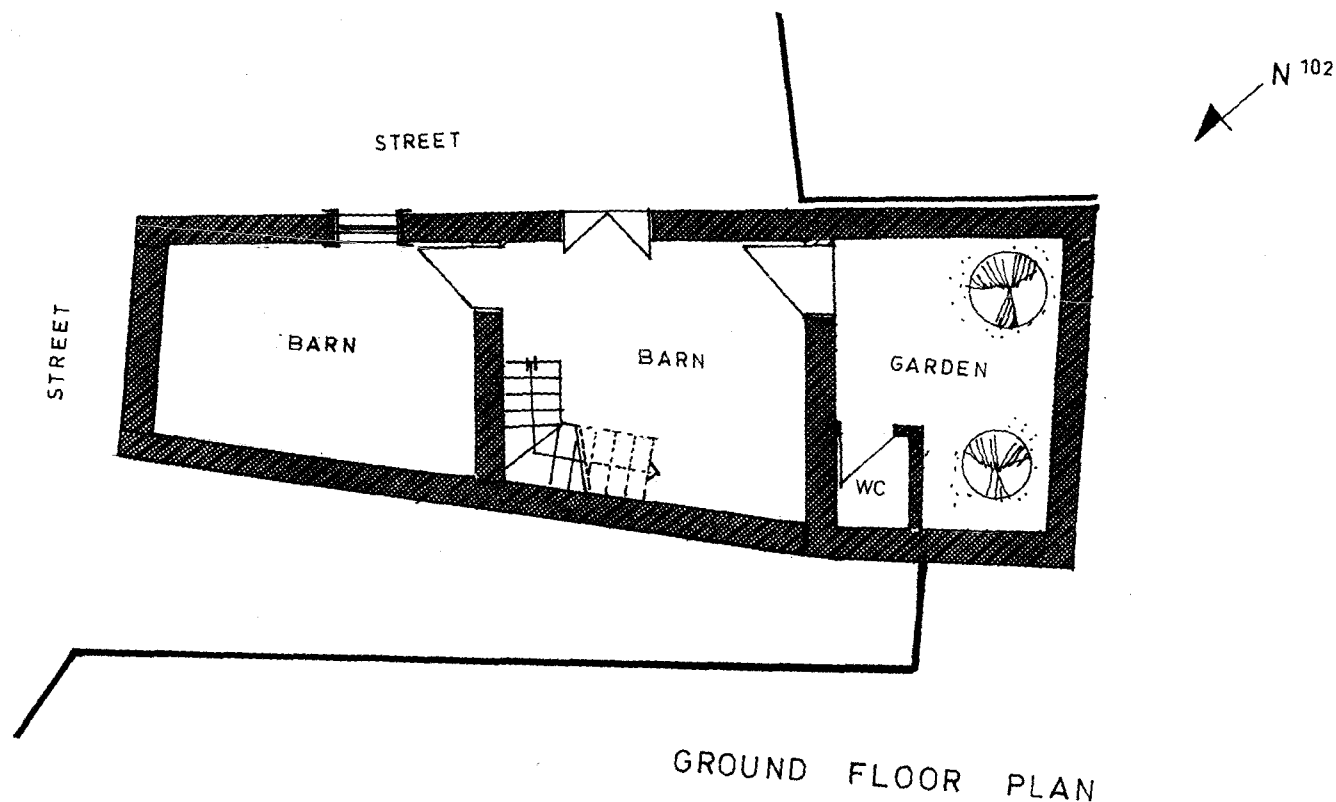 N 102
STREET
STREET
BARN
BARN
GARDEN
WC
GROUND FLOOR PLAN